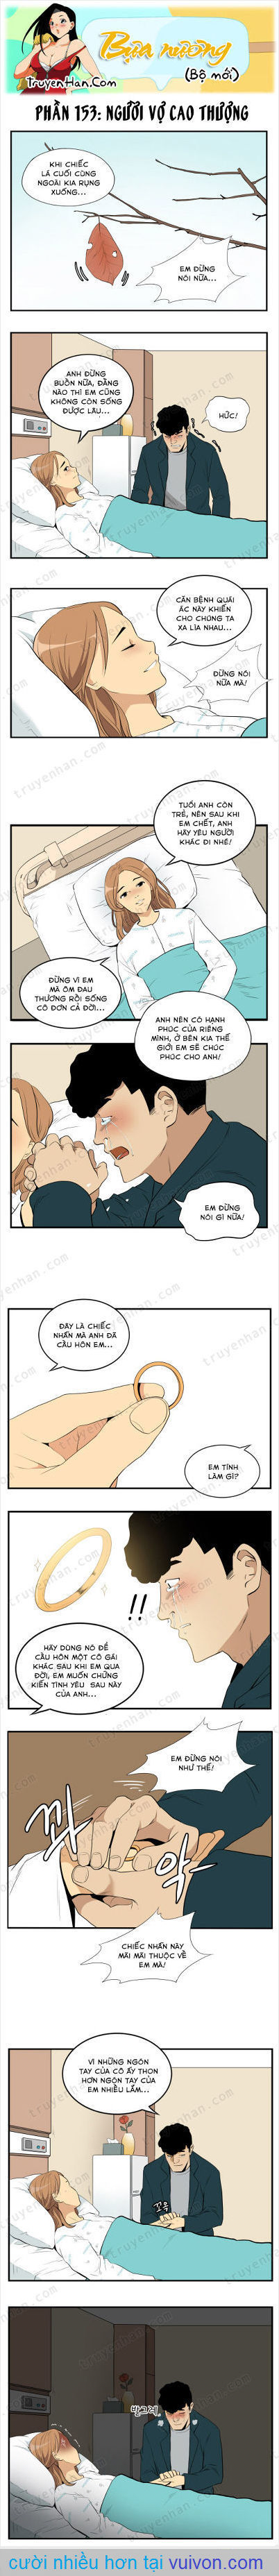 Bựa nương
(Bộ mới)
TruyenHan.Com
PHẦN 153: NGƯỜI VỢ CAO THƯỢNG
KHI CHIẾC
LÁ CUỐI CÙNG
NGOÀI KIA RỤNG
XUỐNG...
EM ĐỪNG
NÓI NỮA...
ANH ĐỪNG
BUỒN NỮA, ĐẰNG
NÀO THÌ EM CŨNG
KHÔNG CÒN SỐNG
ĐƯỢC LÂU...
HỨC!
CĂN BỆNH QUÁI
ÁC NÀY KHIẾN
CHO CHÚNG TA
XA LÌA NHAU...
ĐỪNG NÓI
NỮA MÀ!
TUỔI ANH CÒN
TRẺ, NÊN SAU KHI
EM CHẾT, ANH
HÃY YÊU NGƯỜI
KHÁC ĐI NHÉ!
ĐỪNG VÌ EM
MÀ ÔM ĐAU
THƯƠNG RỒI SỐNG
CÔ ĐƠN CẢ ĐỜI...
ANH NÊN CÓ HẠNH
PHÚC CỦA RIÊNG
MÌNH, Ở BÊN KIA THẾ
GIỚI EM SẼ CHÚC
PHÚC CHO ANH!
EM ĐỪNG
NÓI GÌ NỮA!
ĐÂY LÀ CHIẾC
NHẪN MÀ ANH ĐÃ
CẦU HÔN EM...
EM TÍNH
LÀM GÌ?
!!
HÃY DÙNG NÓ ĐỂ
CẦU HÔN MỘT CÔ GÁI
KHÁC SAU KHI EM QUA
ĐỜI, EM MUỐN CHỨNG
KIẾN TÌNH YÊU SAU NÀY
CỦA ANH...
EM ĐỪNG NÓI
NHƯ THẾ!
꽈
악-
CHIẾC NHẪN NÀY
MÃI MÃI THUỘC VỀ
EM MÀ!
VÌ NHỮNG NGÓN
TAY CỦA CÔ ẤY THON
HƠN NGÓN TAY CỦA
EM NHIỀU LẮM...
꼬옥
발그레
cười nhiều hơn tại vuivon.com